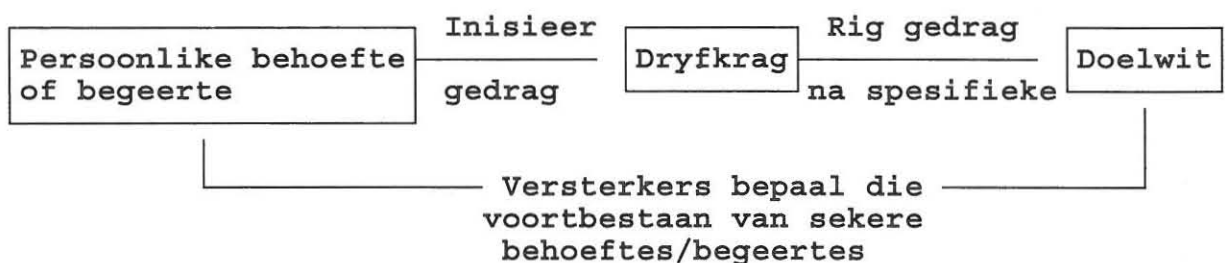 Inisieer
Rig gedrag
Persoonlike behoefte
of begeerte
Dryfkrag
Doelwit
gedrag
na spesifieke
Versterkers bepaal die
voortbestaan van sekere
behoeftes/begeertes